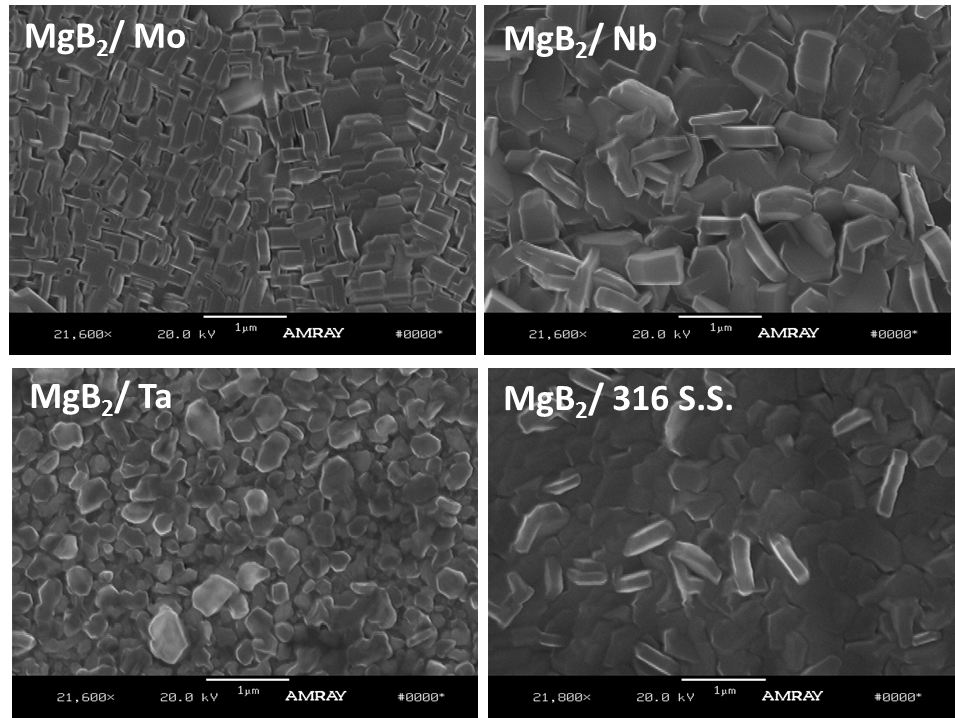 MgB₂/ Mo
21,600× 20.0 kV 1μm AMRAY #0000*
MgB₂/ Nb
21,600× 20.0 kV 1μm AMRAY #0000*
MgB₂/ Ta
21,600× 20.0 kV 1μm AMRAY #0000*
MgB₂/ 316 S.S.
21,800× 20.0 kV 1μm AMRAY #0000*